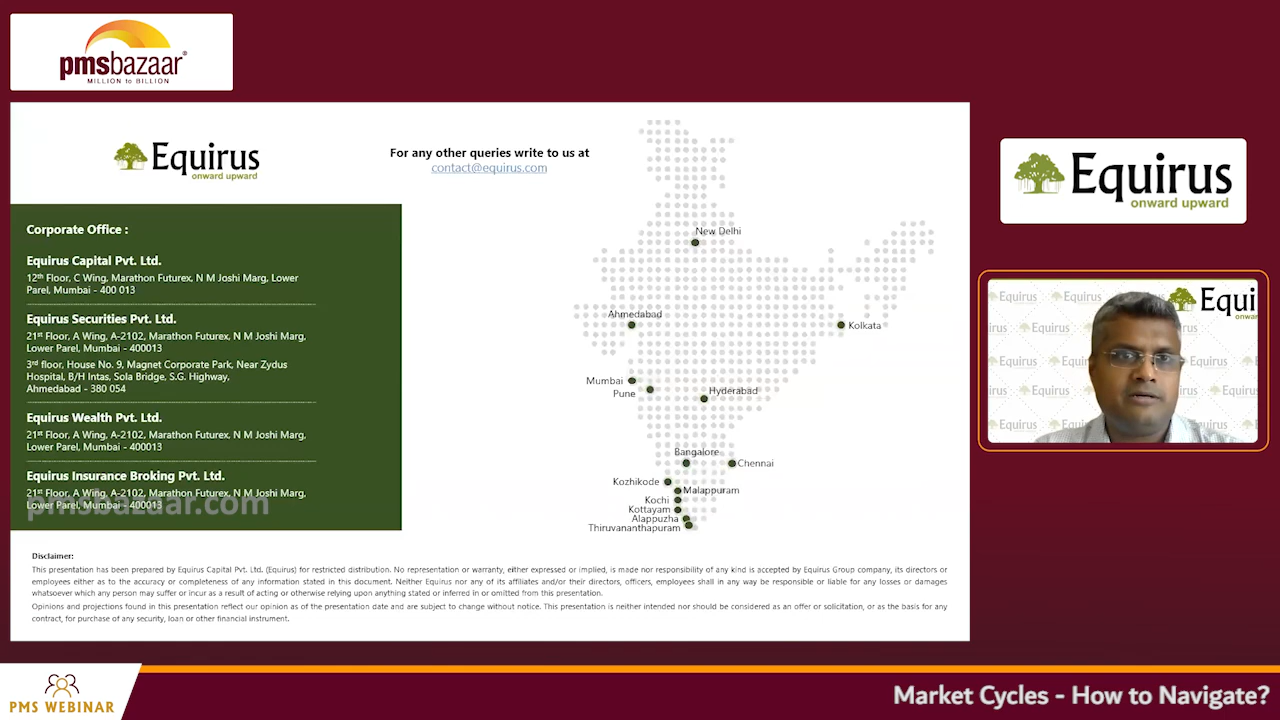 pmsbazaar®
MILLION to BILLION
Equirus
onward upward
For any other queries write to us at
contact@equirus.com
Corporate Office :
Equirus Capital Pvt. Ltd.
12th Floor, C Wing, Marathon Futurex, N M Joshi Marg, Lower
Parel, Mumbai - 400 013
Equirus Securities Pvt. Ltd.
21st Floor, A Wing, A-2102, Marathon Futurex, N M Joshi Marg,
Lower Parel, Mumbai - 400013
3rd floor, House No. 9, Magnet Corporate Park, Near Zydus
Hospital, B/H Intas, Sola Bridge, S.G. Highway,
Ahmedabad - 380 054
Equirus Wealth Pvt. Ltd.
21st Floor, A Wing, A-2102, Marathon Futurex, N M Joshi Marg,
Lower Parel, Mumbai - 400013
Equirus Insurance Broking Pvt. Ltd.
21st Floor, A Wing, A-2102, Marathon Futurex, N M Joshi Marg,
Lower Parel, Mumbai - 400013
pmsbazaar.com
New Delhi
Ahmedabad
Kolkata
Mumbai
Pune
Hyderabad
Bangalore
Chennai
Kozhikode
Malappuram
Kochi
Kottayam
Alappuzha
Thiruvananthapuram
Disclaimer:
This presentation has been prepared by Equirus Capital Pvt. Ltd. (Equirus) for restricted distribution. No representation or warranty, either expressed or implied, is made nor responsibility of any kind is accepted by Equirus Group company, its directors or
employees either as to the accuracy or completeness of any information stated in this document. Neither Equirus nor any of its affiliates and/or their directors, officers, employees shall in any way be responsible or liable for any losses or damages
whatsoever which any person may suffer or incur as a result of acting or otherwise relying upon anything stated or inferred in or omitted from this presentation.
Opinions and projections found in this presentation reflect our opinion as of the presentation date and are subject to change without notice. This presentation is neither intended nor should be considered as an offer or solicitation, or as the basis for any
contract, for purchase of any security, loan or other financial instrument.
Equirus
onward upward
Equirus Equirus Equi
onwar
irus Equirus
Equirus
irus Equirus
Equirus
Equirus
Equirus
PMS WEBINAR
Market Cycles - How to Navigate?